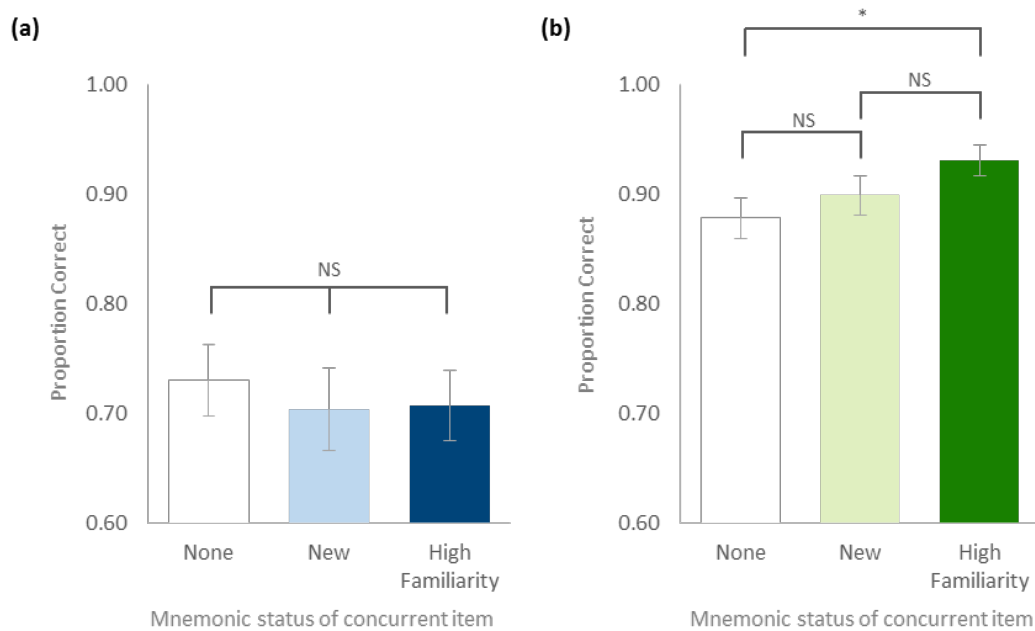 (a)
1.00
0.90
0.80
0.70
0.60
Proportion Correct
NS
None
New
High
Familiarity
Mnemonic status of concurrent item
(b)
*
NS
NS
1.00
0.90
0.80
0.70
0.60
Proportion Correct
None
New
High
Familiarity
Mnemonic status of concurrent item